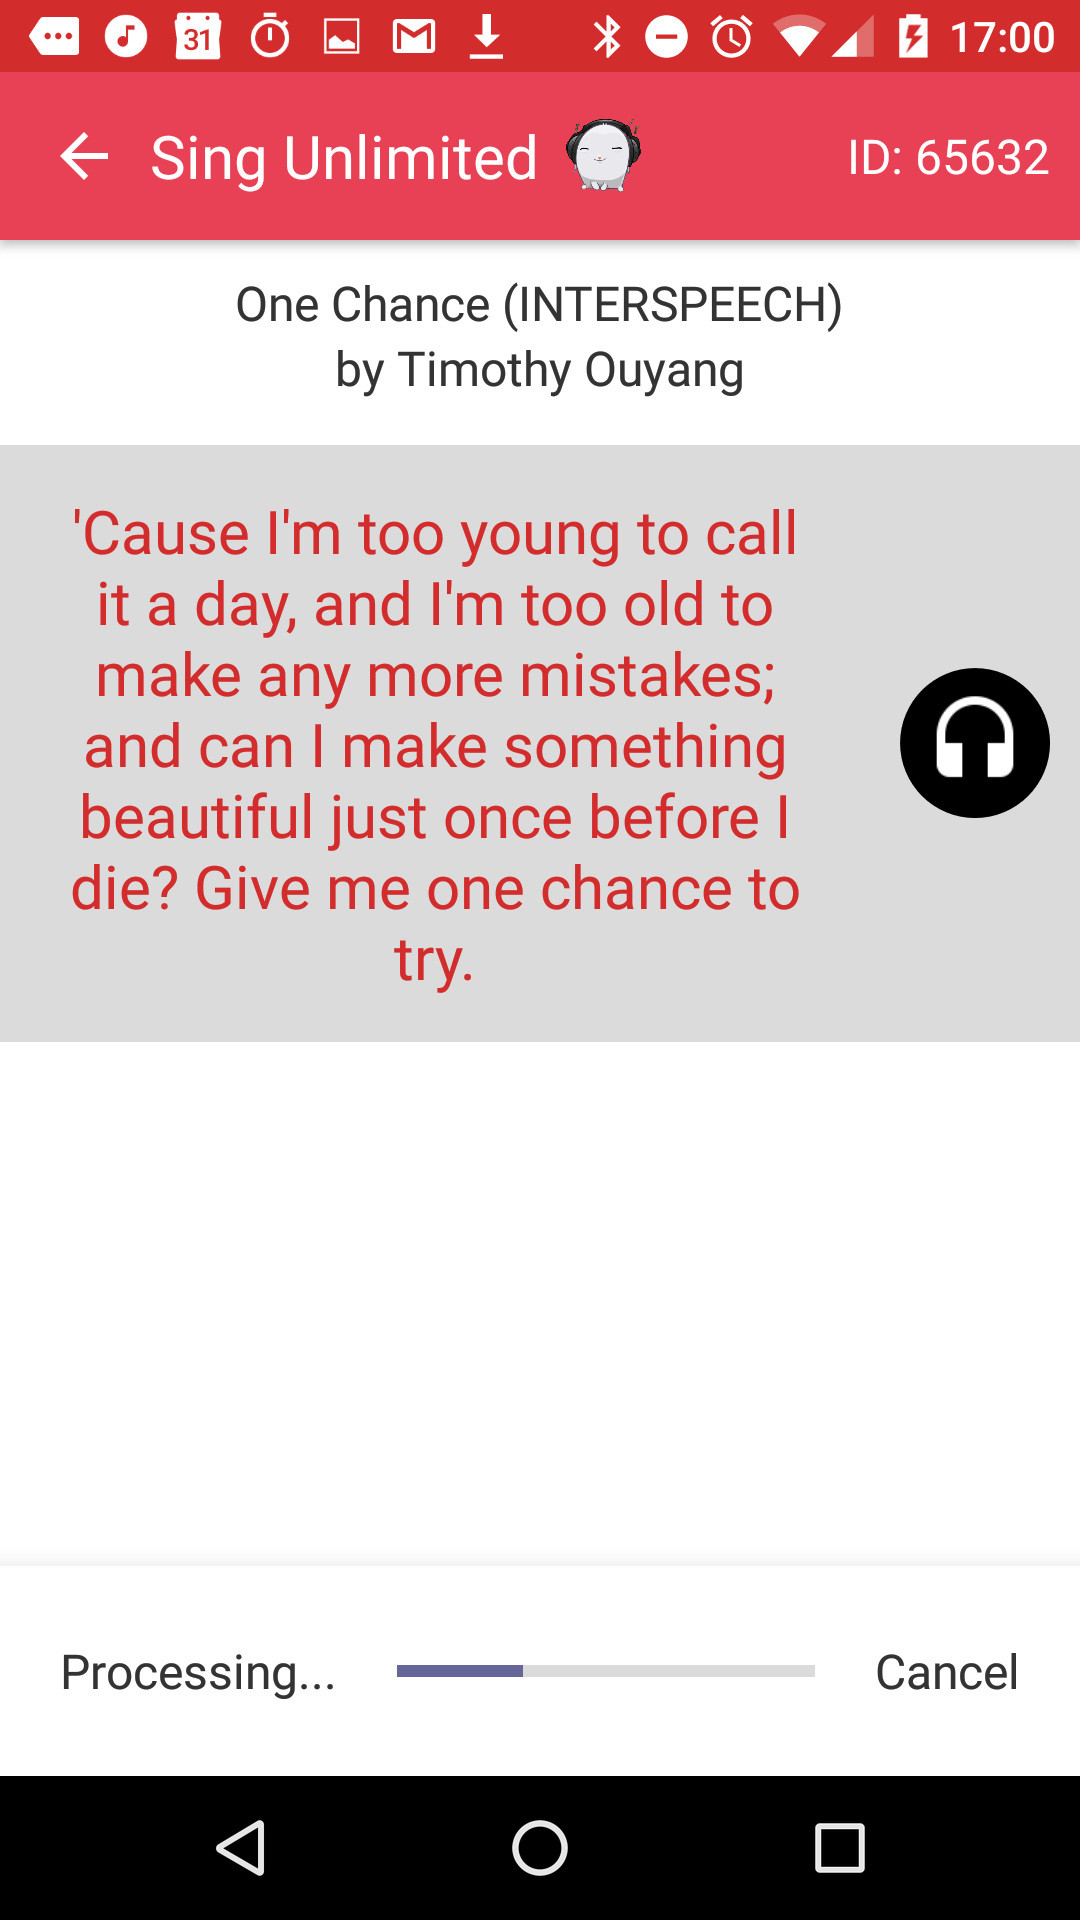 31
17:00
Sing Unlimited
ID: 65632
One Chance (INTERSPEECH)
by Timothy Ouyang
'Cause I'm too young to call
it a day, and I'm too old to
make any more mistakes;
and can I make something
beautiful just once before I
die? Give me one chance to
try.
Processing...
Cancel